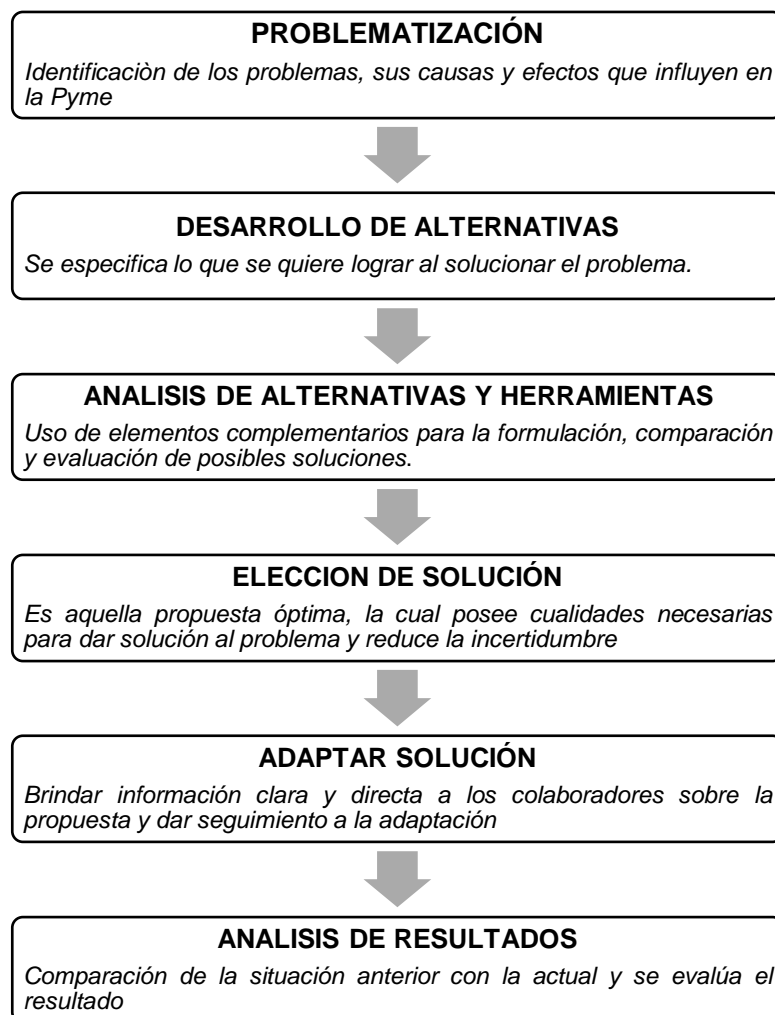 PROBLEMATIZACIÓN
Identificaciòn de los problemas, sus causas y efectos que influyen en
la Pyme
DESARROLLO DE ALTERNATIVAS
Se especifica lo que se quiere lograr al solucionar el problema.
ANALISIS DE ALTERNATIVAS Y HERRAMIENTAS
Uso de elementos complementarios para la formulación, comparación
y evaluación de posibles soluciones.
ELECCION DE SOLUCIÓN
Es aquella propuesta óptima, la cual posee cualidades necesarias
para dar solución al problema y reduce la incertidumbre
ADAPTAR SOLUCIÓN
Brindar información clara y directa a los colaboradores sobre la
propuesta y dar seguimiento a la adaptación
ANALISIS DE RESULTADOS
Comparación de la situación anterior con la actual y se evalúa el
resultado